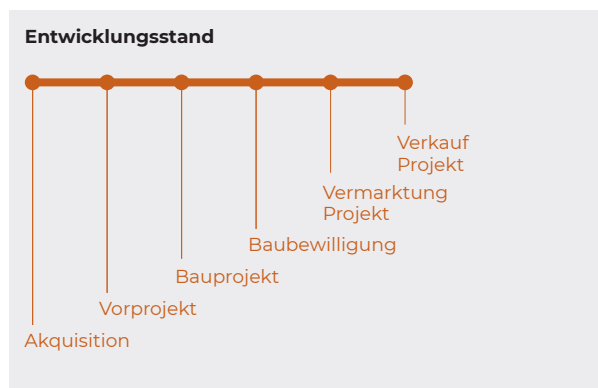 Entwicklungsstand
Verkauf
Projekt
Vermarktung
Projekt
Baubewilligung
Bauprojekt
Vorprojekt
Akquisition